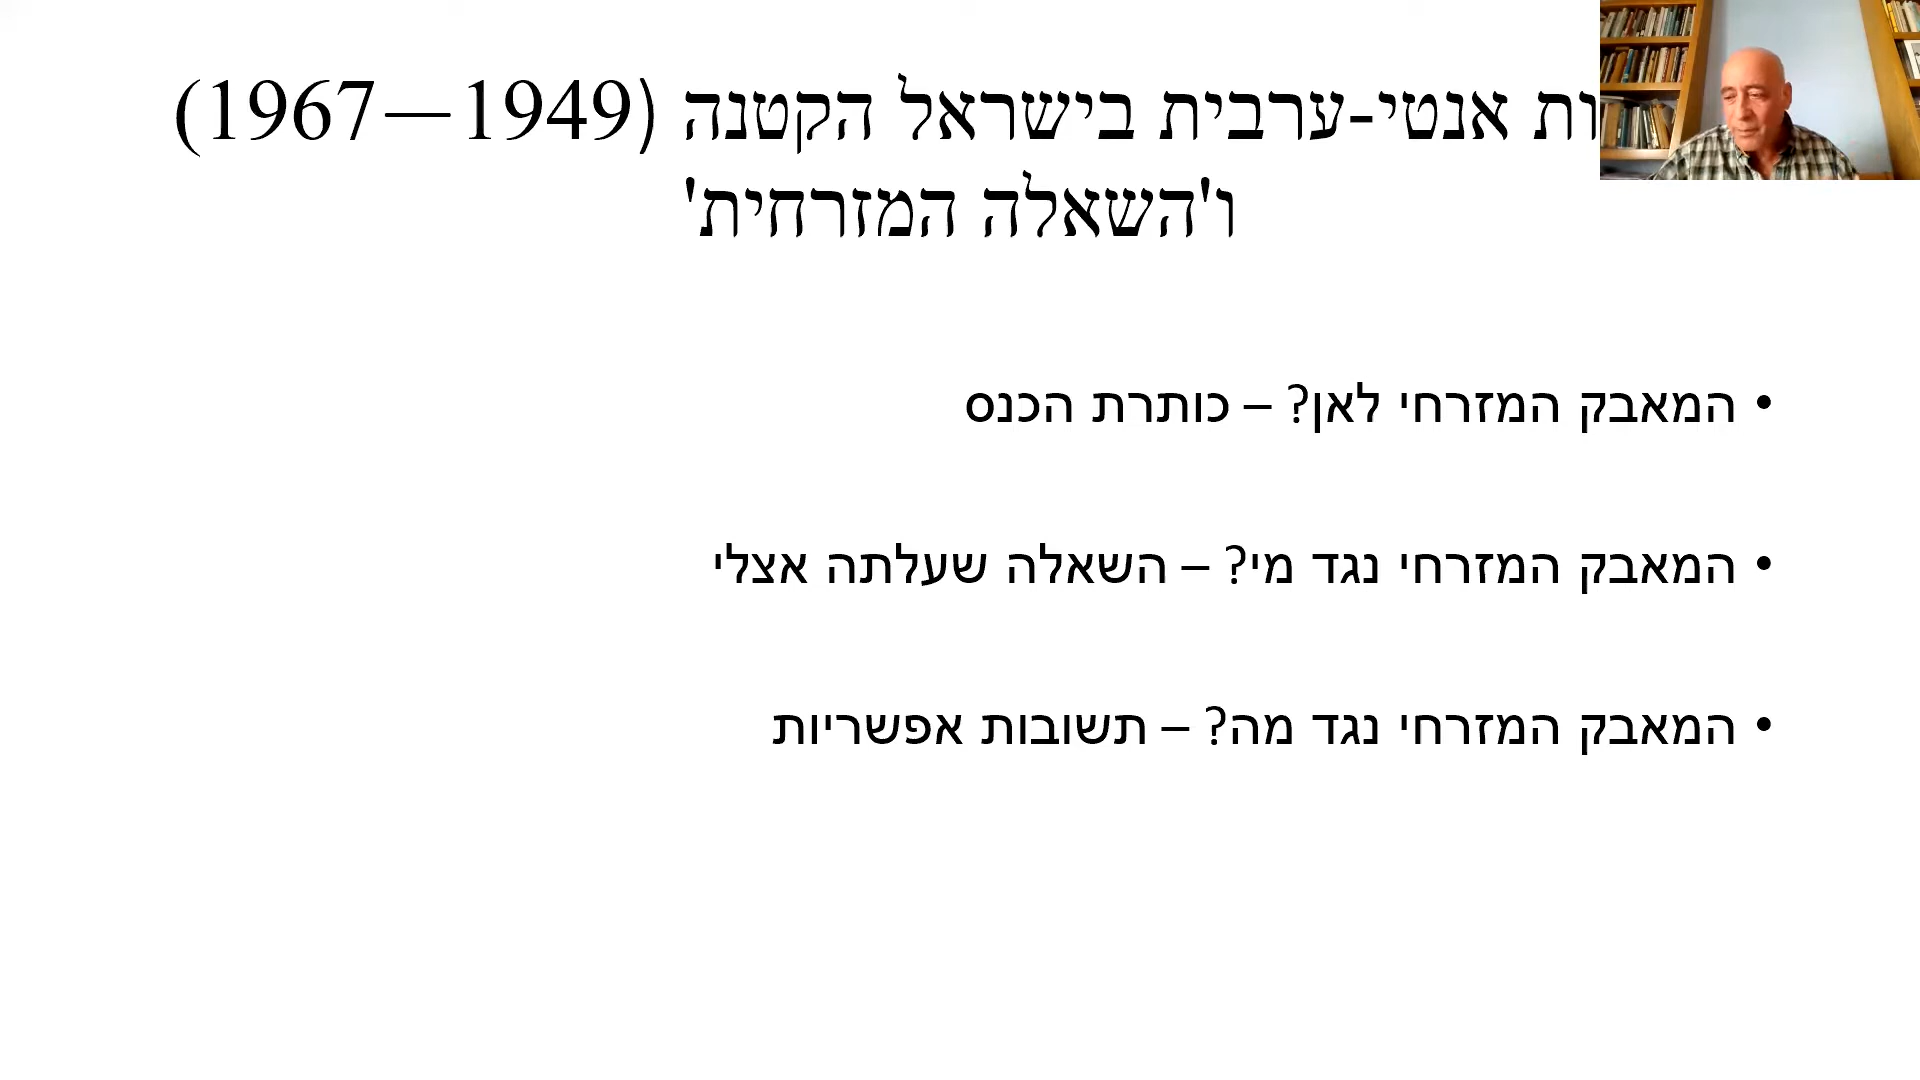 אנטי-ערבית בישראל הקטנה (1949—1967)
ו'השאלה המזרחית'
• המאבק המזרחי לאן? – כותרת הכנס
• המאבק המזרחי נגד מי? – השאלה שעלתה אצלי
• המאבק המזרחי נגד מה? – תשובות אפשריות